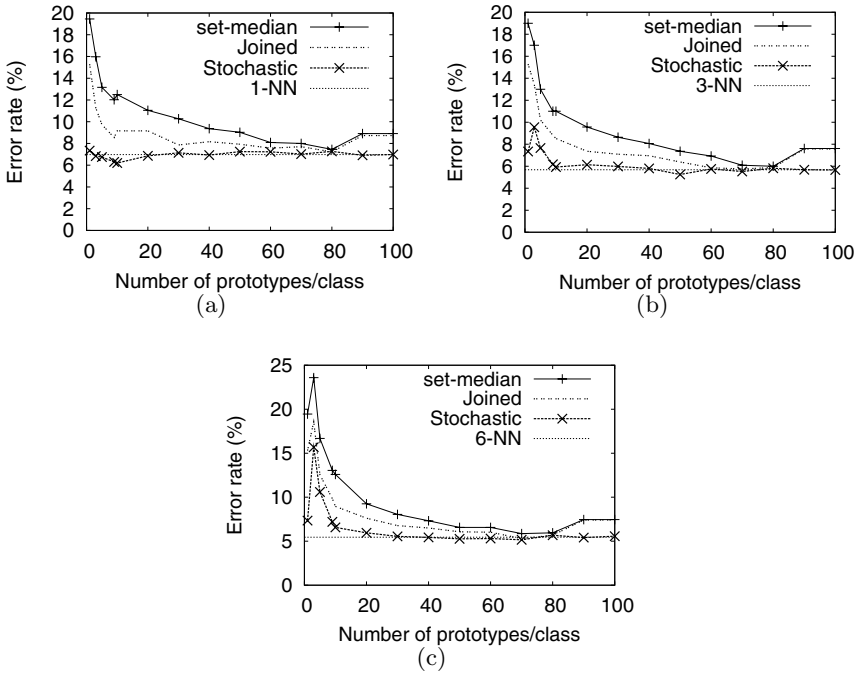 20
18
16
14
12
10
8
6
4
2
0
Error rate (%)
set-median
Joined
Stochastic
1-NN
0 20 40 60 80 100
Number of prototypes/class
(a)
20
18
16
14
12
10
8
6
4
2
0
Error rate (%)
set-median
Joined
Stochastic
3-NN
0 20 40 60 80 100
Number of prototypes/class
(b)
25
20
15
10
5
0
Error rate (%)
set-median
Joined
Stochastic
6-NN
0 20 40 60 80 100
Number of prototypes/class
(c)